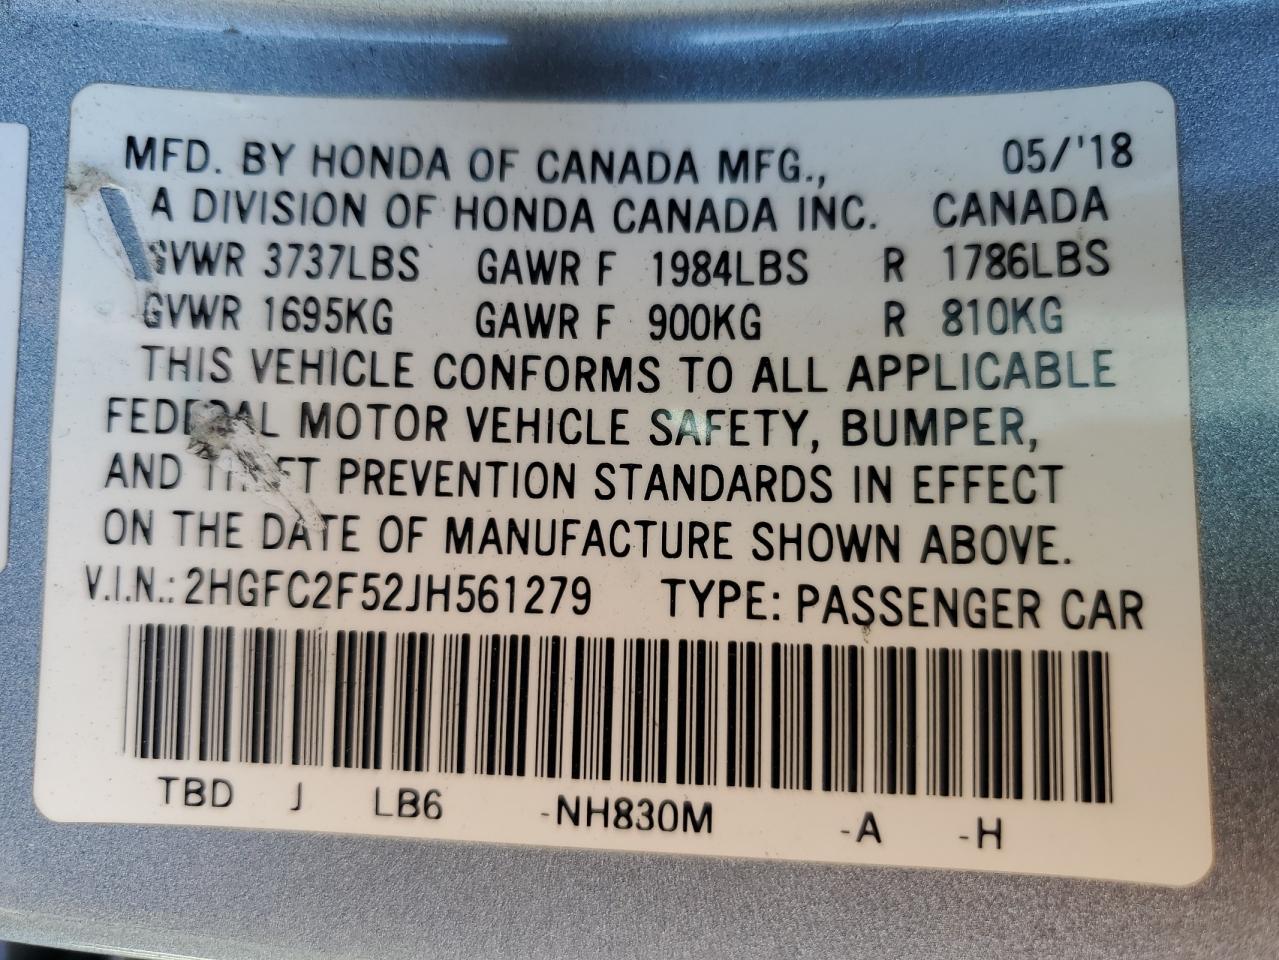 MFD. BY HONDA OF CANADA MFG., 05/'18
A DIVISION OF HONDA CANADA INC. CANADA
GVWR 3737LBS GAWR F 1984LBS R 1786LBS
GVWR 1695KG GAWR F 900KG R 810KG
THIS VEHICLE CONFORMS TO ALL APPLICABLE
FEDERAL MOTOR VEHICLE SAFETY, BUMPER,
AND THEFT PREVENTION STANDARDS IN EFFECT
ON THE DATE OF MANUFACTURE SHOWN ABOVE.
V.I.N.: 2HGFC2F52JH561279 TYPE: PASSENGER CAR
TBD J LB6 -NH830M -A -H